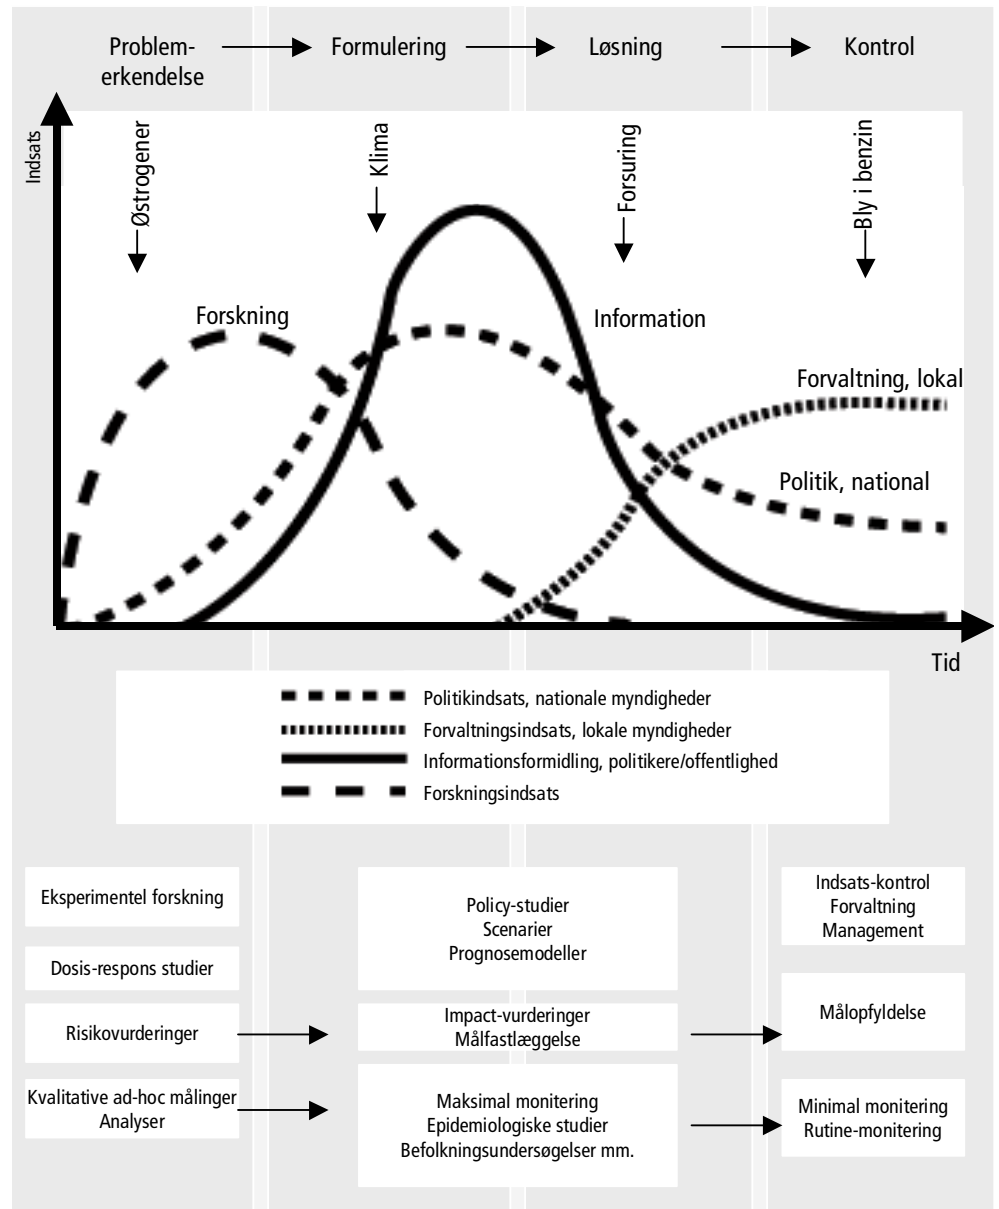 Problem-
erkendelse
Formulering
Løsning
Kontrol
Indsats
Østrogener
Klima
Forsuring
Bly i benzin
Forskning
Information
Forvaltning, lokal
Politik, national
Tid
Politikindsats, nationale myndigheder
Forvaltningsindsats, lokale myndigheder
Informationsformidling, politikere/offentlighed
Forskningsindsats
Eksperimentel forskning
Dosis-respons studier
Risikovurderinger
Kvalitative ad-hoc målinger
Analyser
Policy-studier
Scenarier
Prognosemodeller
Impact-vurderinger
Målfastlæggelse
Maksimal monitering
Epidemiologiske studier
Befolkningsundersøgelser mm.
Indsats-kontrol
Forvaltning
Management
Målopfyldelse
Minimal monitering
Rutine-monitering